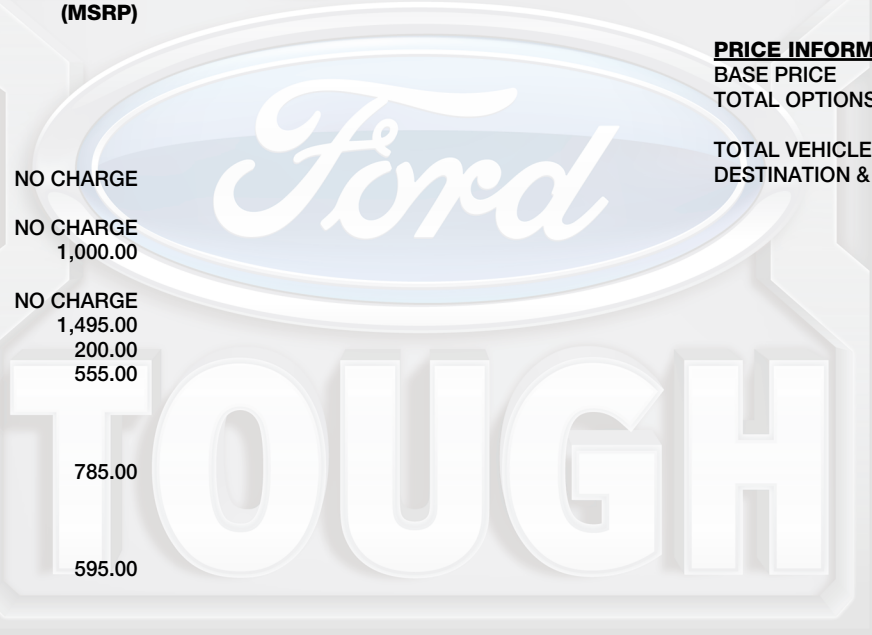 (MSRP)
NO CHARGE
NO CHARGE
1,000.00
NO CHARGE
1,495.00
200.00
555.00
785.00
595.00
PRICE INFORM
BASE PRICE
TOTAL OPTIONS
TOTAL VEHICLE
DESTINATION &
Ford
TOUGH